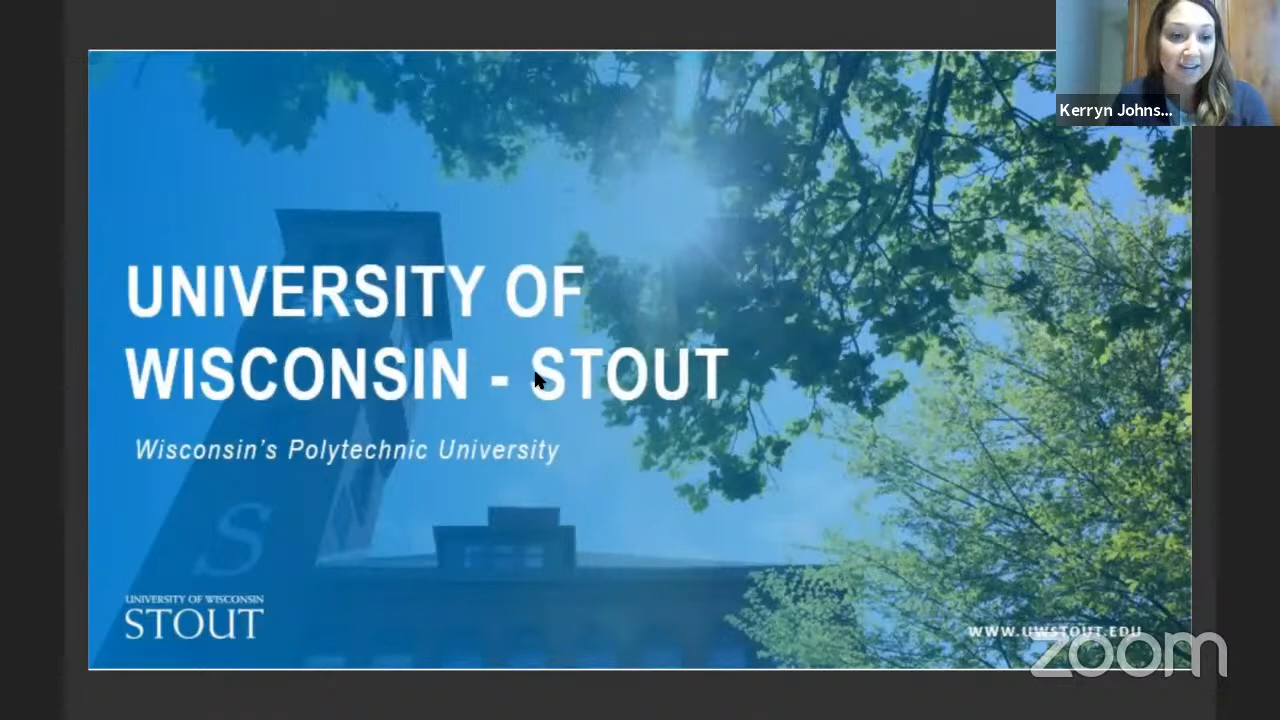 Kerryn Johns...
UNIVERSITY OF
WISCONSIN - STOUT
Wisconsin's Polytechnic University
S
UNIVERSITY OF WISCONSIN
STOUT
WWW.UWSTOUT.EDU
zoom